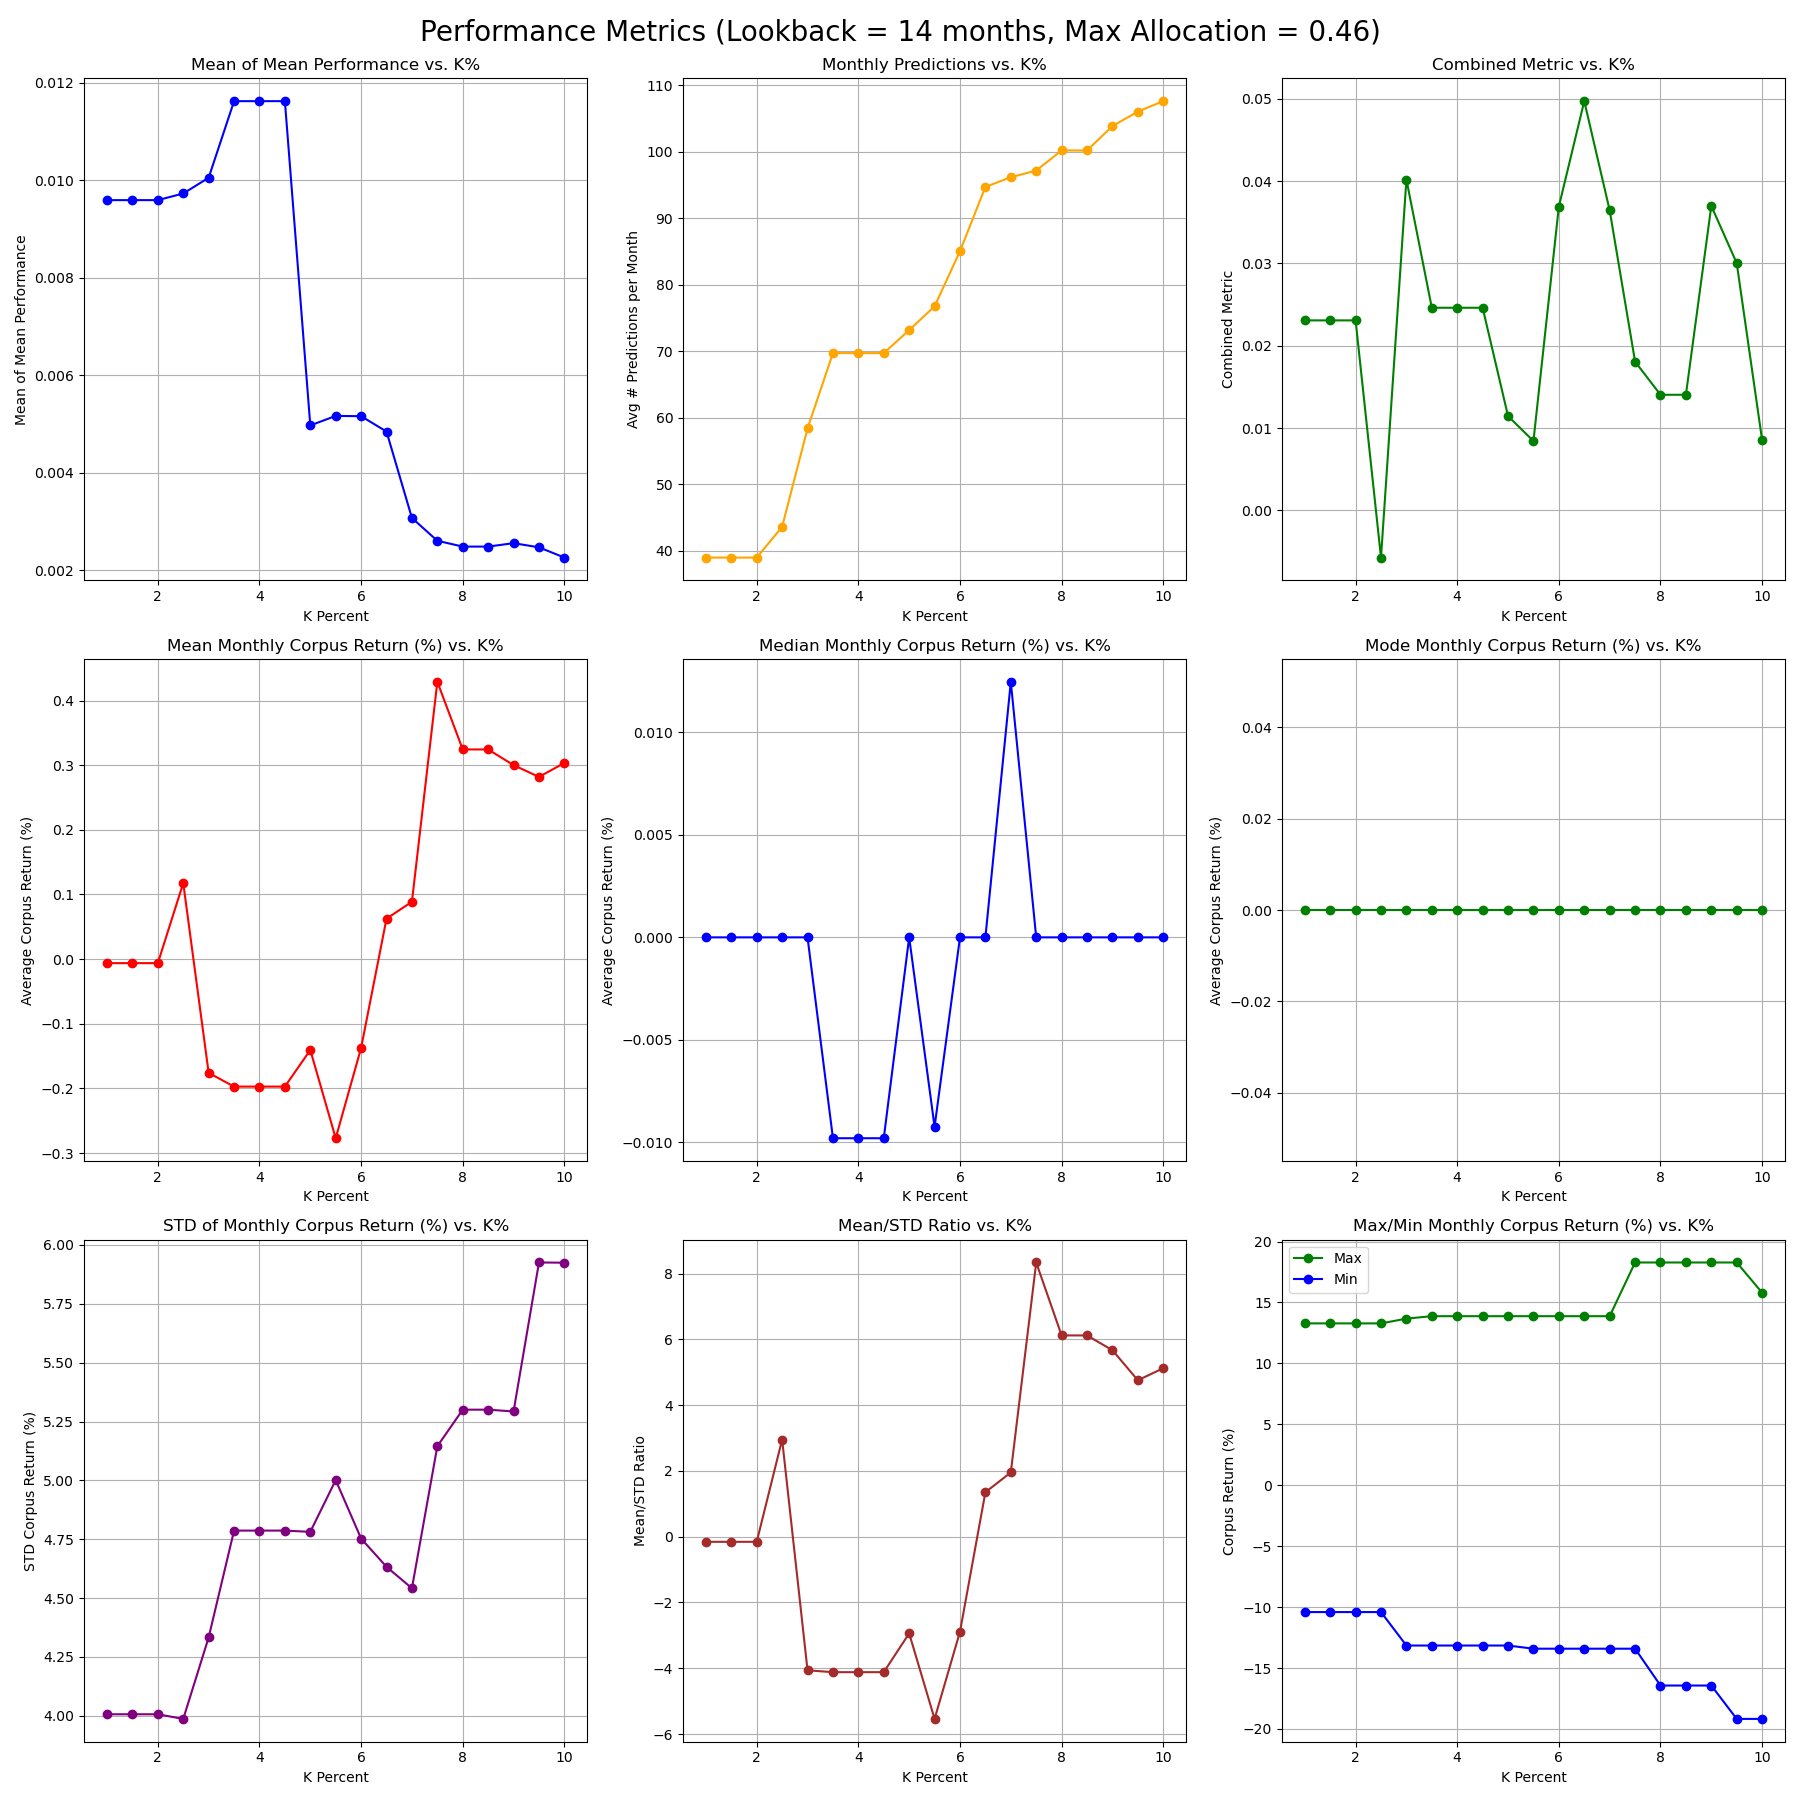 Performance Metrics (Lookback = 14 months, Max Allocation = 0.46)
Mean of Mean Performance vs. K%
0.012
0.010
0.008
0.006
0.004
0.002
Mean of Mean Performance
2 4 6 8 10
K Percent
Monthly Predictions vs. K%
110
100
90
80
70
60
50
40
Avg # Predictions per Month
2 4 6 8 10
K Percent
Combined Metric vs. K%
0.05
0.04
0.03
0.02
0.01
0.00
Combined Metric
2 4 6 8 10
K Percent
Mean Monthly Corpus Return (%) vs. K%
0.4
0.3
0.2
0.1
0.0
−0.1
−0.2
−0.3
Average Corpus Return (%)
2 4 6 8 10
K Percent
Median Monthly Corpus Return (%) vs. K%
0.010
0.005
0.000
−0.005
−0.010
Average Corpus Return (%)
2 4 6 8 10
K Percent
Mode Monthly Corpus Return (%) vs. K%
0.04
0.02
0.00
−0.02
−0.04
Average Corpus Return (%)
2 4 6 8 10
K Percent
STD of Monthly Corpus Return (%) vs. K%
6.00
5.75
5.50
5.25
5.00
4.75
4.50
4.25
4.00
STD Corpus Return (%)
2 4 6 8 10
K Percent
Mean/STD Ratio vs. K%
8
6
4
2
0
−2
−4
−6
Mean/STD Ratio
2 4 6 8 10
K Percent
Max/Min Monthly Corpus Return (%) vs. K%
Max
Min
20
15
10
5
0
−5
−10
−15
−20
Corpus Return (%)
2 4 6 8 10
K Percent